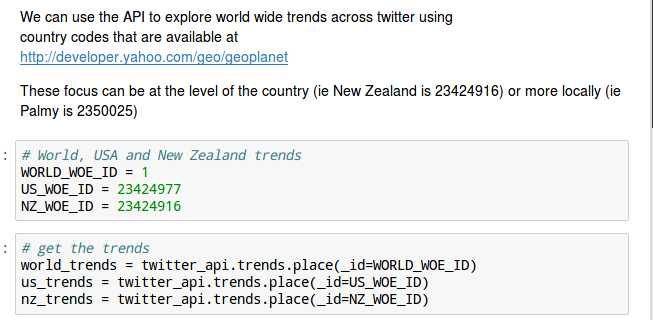 We can use the API to explore world wide trends across twitter using
country codes that are available at
http://developer.yahoo.com/geo/geoplanet
These focus can be at the level of the country (ie New Zealand is 23424916) or more locally (ie
Palmy is 2350025)
: # World, USA and New Zealand trends
WORLD_WOE_ID = 1
US_WOE_ID = 23424977
NZ_WOE_ID = 23424916
: # get the trends
world_trends = twitter_api.trends.place(_id=WORLD_WOE_ID)
us_trends = twitter_api.trends.place(_id=US_WOE_ID)
nz_trends = twitter_api.trends.place(_id=NZ_WOE_ID)